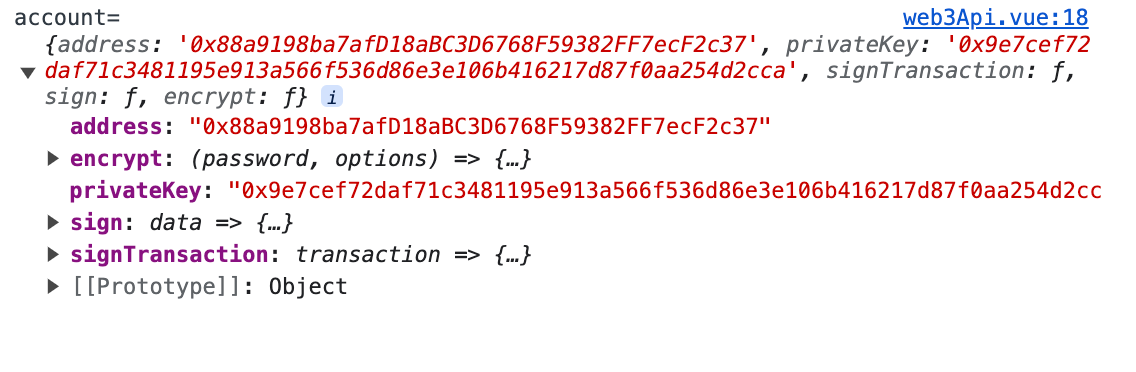 account= web3Api.vue:18
{address: '0x88a9198ba7afD18aBC3D6768F59382FF7ecF2c37', privateKey: '0x9e7cef72
▼ daf71c3481195e913a566f536d86e3e106b416217d87f0aa254d2cca', signTransaction: ƒ,
sign: ƒ, encrypt: ƒ} i
address: "0x88a9198ba7afD18aBC3D6768F59382FF7ecF2c37"
▶ encrypt: (password, options) => {…}
privateKey: "0x9e7cef72daf71c3481195e913a566f536d86e3e106b416217d87f0aa254d2cc
▶ sign: data => {…}
▶ signTransaction: transaction => {…}
▶ [[Prototype]]: Object